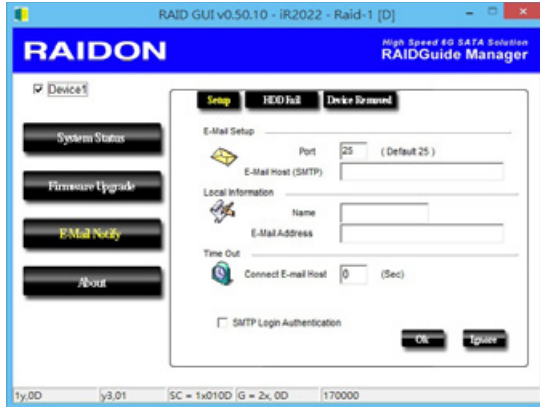 RAID GUI v0.50.10 - iR2022 - Raid-1 [D]
RAIDON
High Speed 6G SATA Solution
RAIDGuide Manager
Device1
Setup HDD Fail Device Removed
System Status
Firmware Upgrade
E-Mail Notify
About
E-Mail Setup
Port 25 ( Default 25 )
E-Mail Host (SMTP)
Local Information
Name
E-Mail Address
Time Out
Connect E-mail Host 0 (Sec)
SMTP Login Authentication
Ok Ignore
1y,0D y3,01 SC = 1x010D G = 2x, 0D 170000